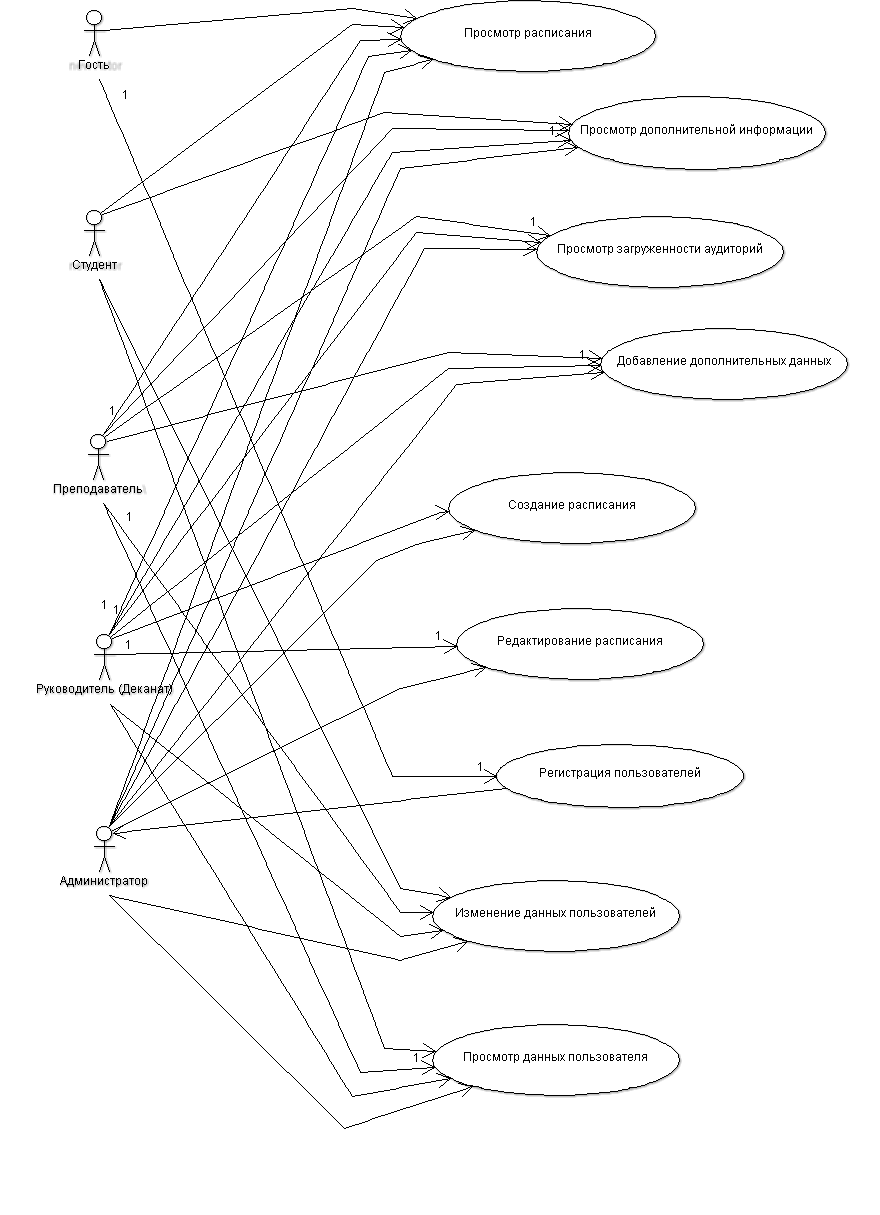 Просмотр расписания
Гость
1
1
Просмотр дополнительной информации
Студент
1
Просмотр загруженности аудиторий
1
Добавление дополнительных данных
1
Преподаватель
1
Создание расписания
1
1
1
1
Редактирование расписания
Руководитель (Деканат)
1
Регистрация пользователей
Администратор
Изменение данных пользователей
1
Просмотр данных пользователя